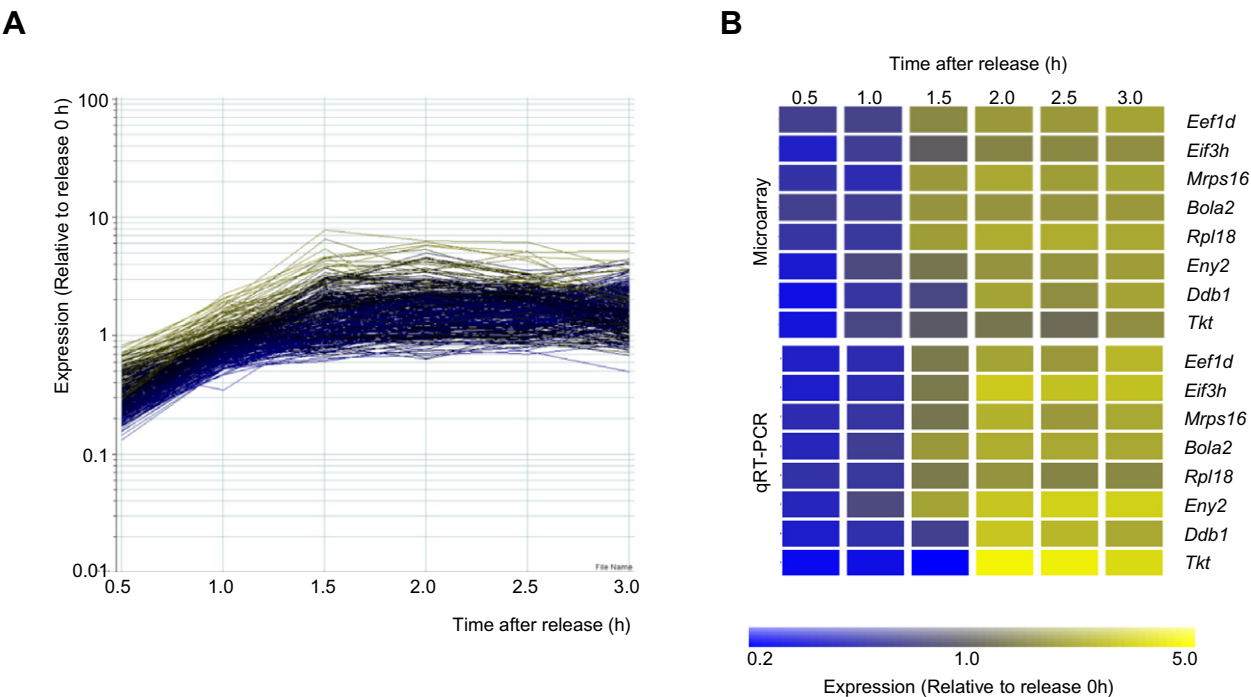 A
Expression (Relative to release 0 h)
100
10
1
0.1
0.01
0.5 1.0 1.5 2.0 2.5 3.0
File Name
Time after release (h)
B
Time after release (h)
0.5 1.0 1.5 2.0 2.5 3.0
Microarray
Eef1d
Eif3h
Mrps16
Bola2
Rpl18
Eny2
Ddb1
Tkt
qRT-PCR
Eef1d
Eif3h
Mrps16
Bola2
Rpl18
Eny2
Ddb1
Tkt
0.2 1.0 5.0
Expression (Relative to release 0h)